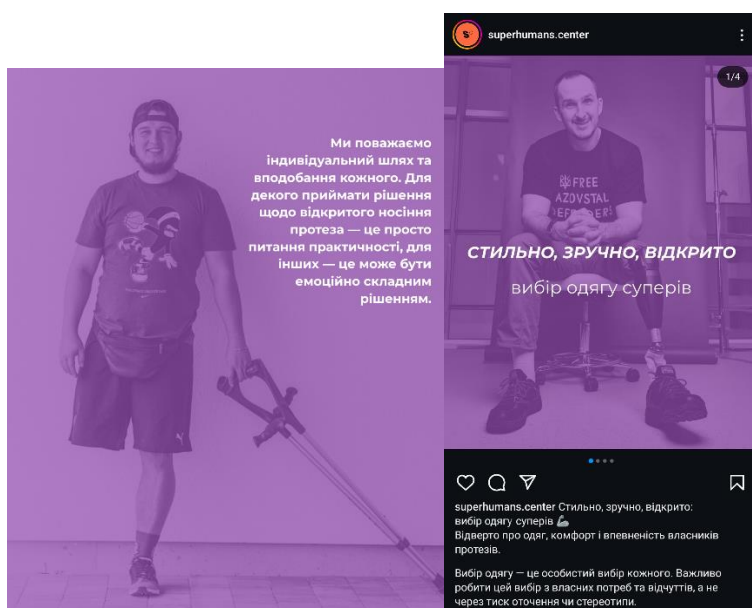 Ми поважаємо
індивідуальний шлях та
вподобання кожного. Для
декого приймати рішення
щодо відкритого носіння
протеза — це просто
питання практичності, для
інших — це може бути
емоційно складним
рішенням.
superhumans.center
1/4
FREE
AZOVSTAL
DEFENDERS
СТИЛЬНО, ЗРУЧНО, ВІДКРИТО
вибір одягу суперів
superhumans.center Стильно, зручно, відкрито:
вибір одягу суперів 🦾
Відверто про одяг, комфорт і впевненість власників
протезів.
Вибір одягу — це особистий вибір кожного. Важливо
робити цей вибір з власних потреб та відчуттів, а не
через тиск оточення чи стереотипи.